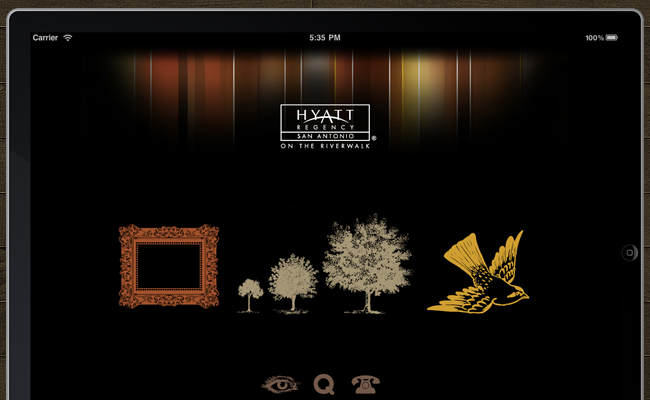 Carrier
5:35 PM
100%
HYATT
REGENCY
SAN ANTONIO
®
ON THE RIVERWALK
Q